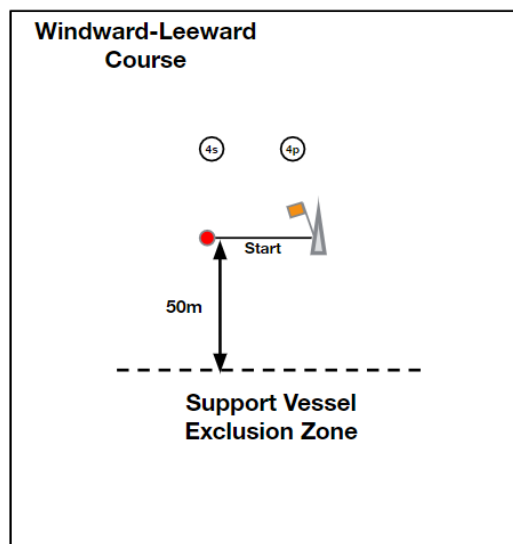 Windward-Leeward
Course
4s
4p
Start
50m
Support Vessel
Exclusion Zone